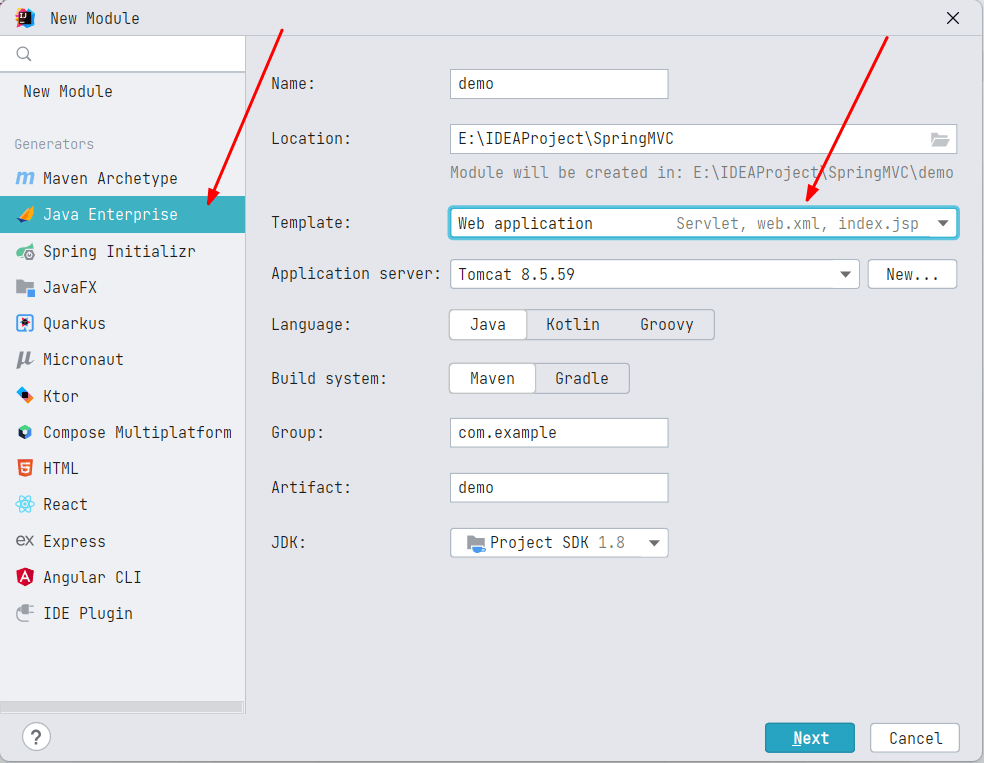 New Module
New Module
Generators
Maven Archetype
Java Enterprise
Spring Initializr
JavaFX
Quarkus
Micronaut
Ktor
Compose Multiplatform
HTML
React
Express
Angular CLI
IDE Plugin
Name: demo
Location: E:\IDEAProject\SpringMVC
Module will be created in: E:\IDEAProject\SpringMVC\demo
Template: Web application Servlet, web.xml, index.jsp
Application server: Tomcat 8.5.59 New...
Language: Java Kotlin Groovy
Build system: Maven Gradle
Group: com.example
Artifact: demo
JDK: Project SDK 1.8
? Next Cancel